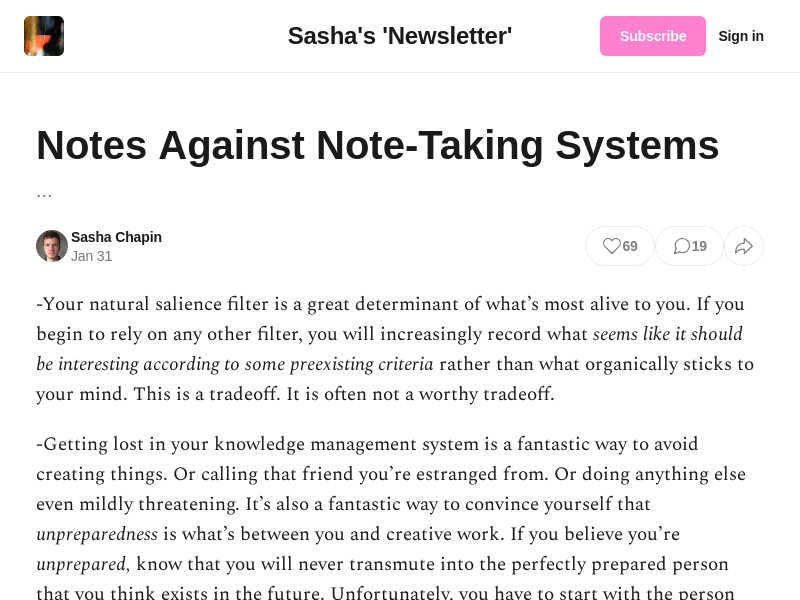 Sasha's 'Newsletter'
Subscribe
Sign in
Notes Against Note-Taking Systems
...
Sasha Chapin
Jan 31
69
19
-Your natural salience filter is a great determinant of what’s most alive to you. If you
begin to rely on any other filter, you will increasingly record what seems like it should
be interesting according to some preexisting criteria rather than what organically sticks to
your mind. This is a tradeoff. It is often not a worthy tradeoff.
-Getting lost in your knowledge management system is a fantastic way to avoid
creating things. Or calling that friend you’re estranged from. Or doing anything else
even mildly threatening. It’s also a fantastic way to convince yourself that
unpreparedness is what’s between you and creative work. If you believe you’re
unprepared, know that you will never transmute into the perfectly prepared person
that you think exists in the future. Unfortunately, you have to start with the person